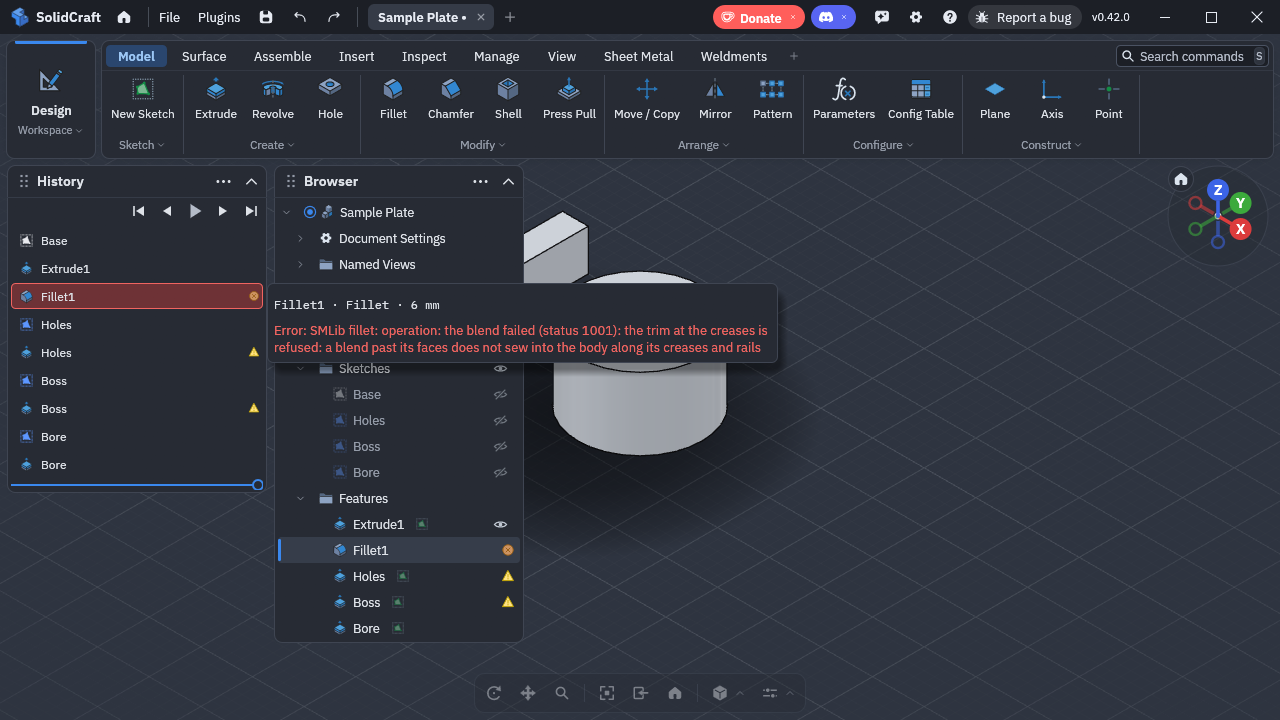 SolidCraft File Plugins Sample Plate • Donate Report a bug v0.42.0
Design
Workspace
Model Surface Assemble Insert Inspect Manage View Sheet Metal Weldments Search commands S
New Sketch Extrude Revolve Hole Fillet Chamfer Shell Press Pull Move / Copy Mirror Pattern Parameters Config Table Plane Axis Point
Sketch Create Modify Arrange Configure Construct
History
Base
Extrude1
Fillet1
Holes
Holes
Boss
Boss
Bore
Bore
Browser
Sample Plate
Document Settings
Named Views
Fillet1 · Fillet · 6 mm
Error: SMLib fillet: operation: the blend failed (status 1001): the trim at the creases is
refused: a blend past its faces does not sew into the body along its creases and rails
Sketches
Base
Holes
Boss
Bore
Features
Extrude1
Fillet1
Holes
Boss
Bore
Z
Y
X